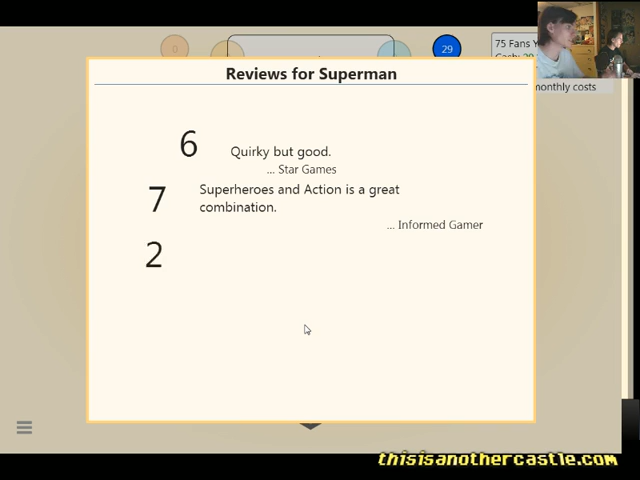 0
29
75 Fans
monthly costs
Reviews for Superman
6
Quirky but good.
... Star Games
7
Superheroes and Action is a great
combination.
... Informed Gamer
2
thisisanothercastle.com